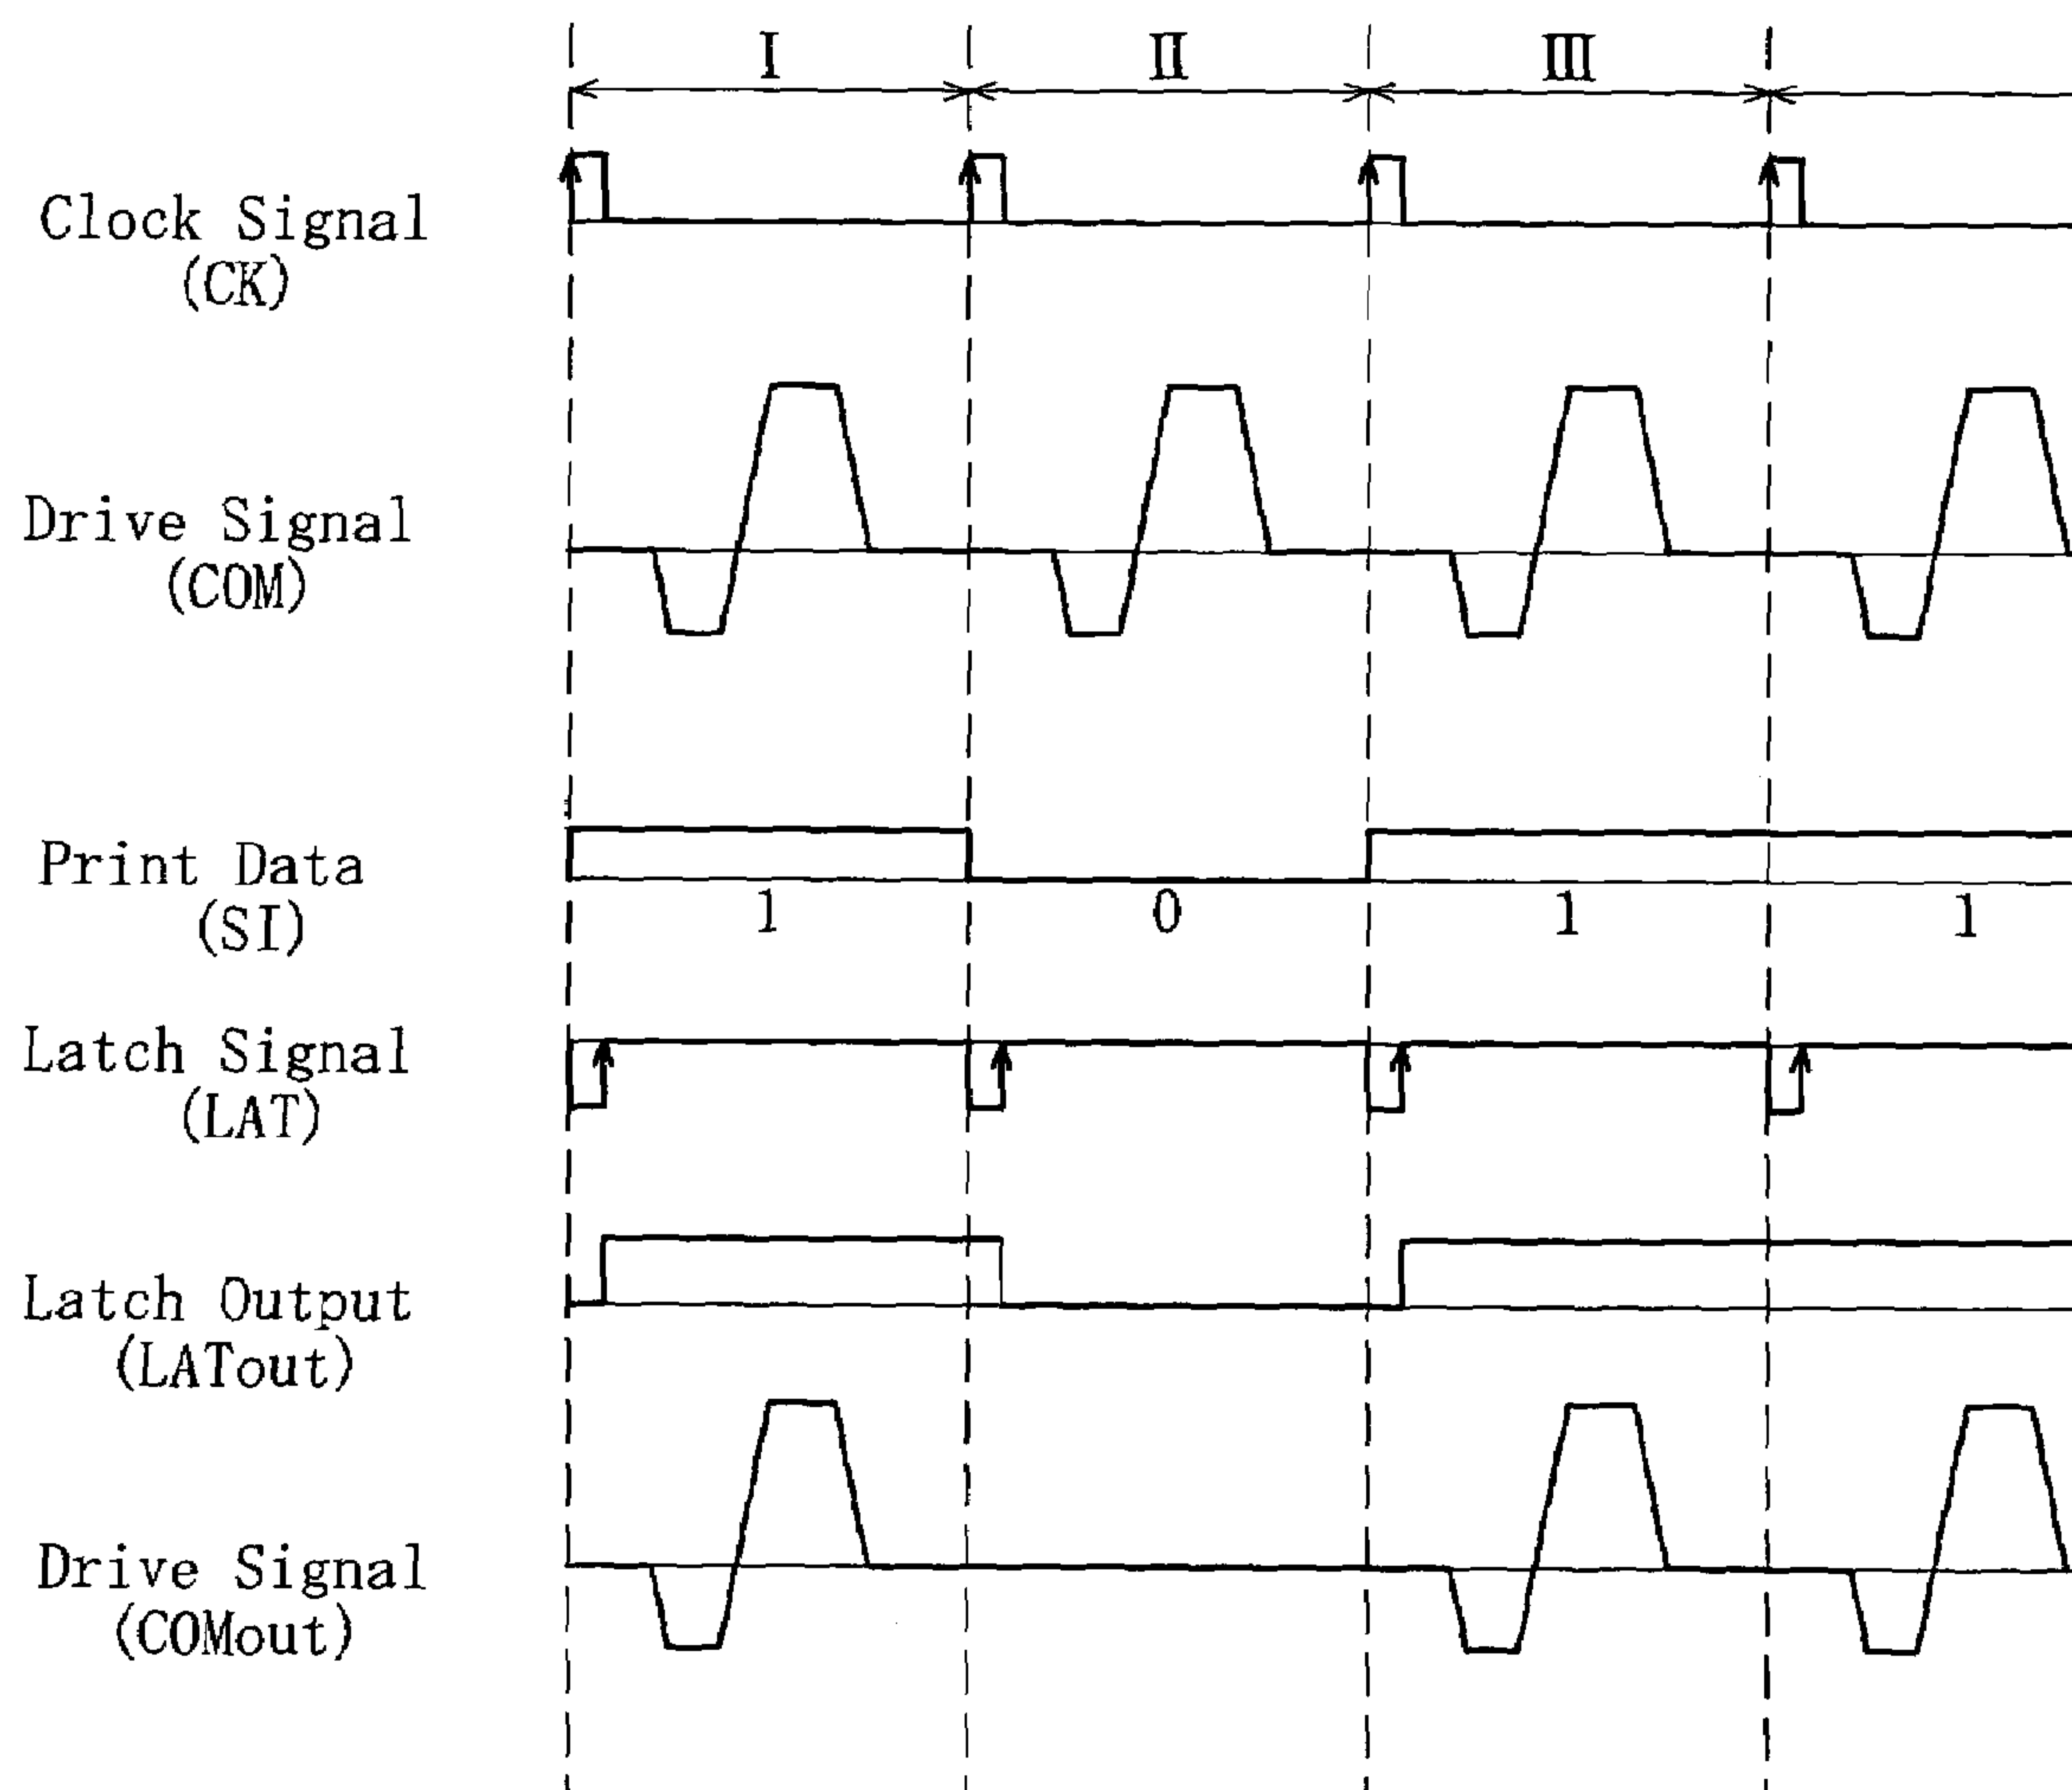 I II III
Clock Signal
(CK)
Drive Signal
(COM)
Print Data
(SI)
1 0 1 1
Latch Signal
(LAT)
Latch Output
(LATout)
Drive Signal
(COMout)